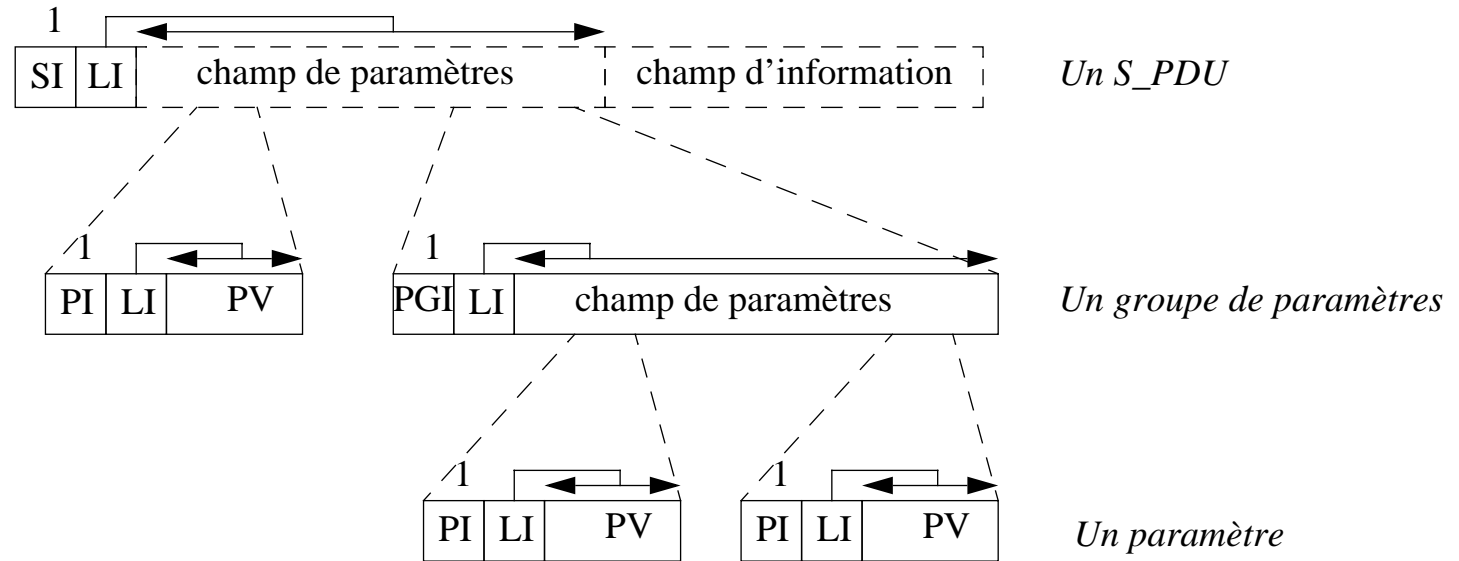 1
SI LI champ de paramètres champ d’information Un S_PDU
1 1
PI LI PV PGI LI champ de paramètres Un groupe de paramètres
1 1
PI LI PV PI LI PV Un paramètre